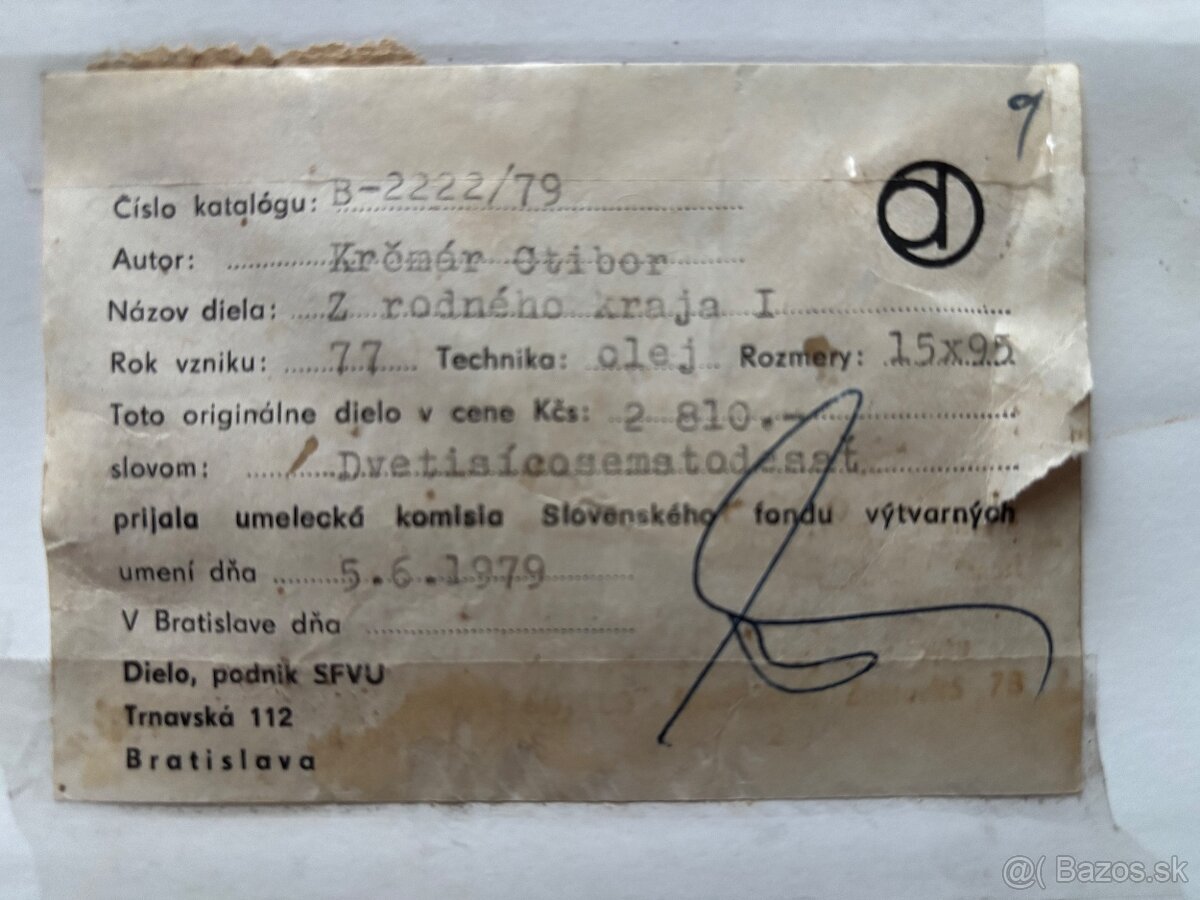 9
d
Číslo katalógu: B-2222/79
Autor: Krčmár Ctibor
Názov diela: Z rodného kraja I
Rok vzniku: 77 Technika: olej Rozmery: 15x95
Toto originálne dielo v cene Kčs: 2 810.-
slovom: Dvetisícosematodesat
prijala umelecká komisia Slovenského fondu výtvarných
umení dňa 5.6.1979
V Bratislave dňa
Dielo, podnik SFVU
Trnavská 112
Bratislava
@( Bazos.sk